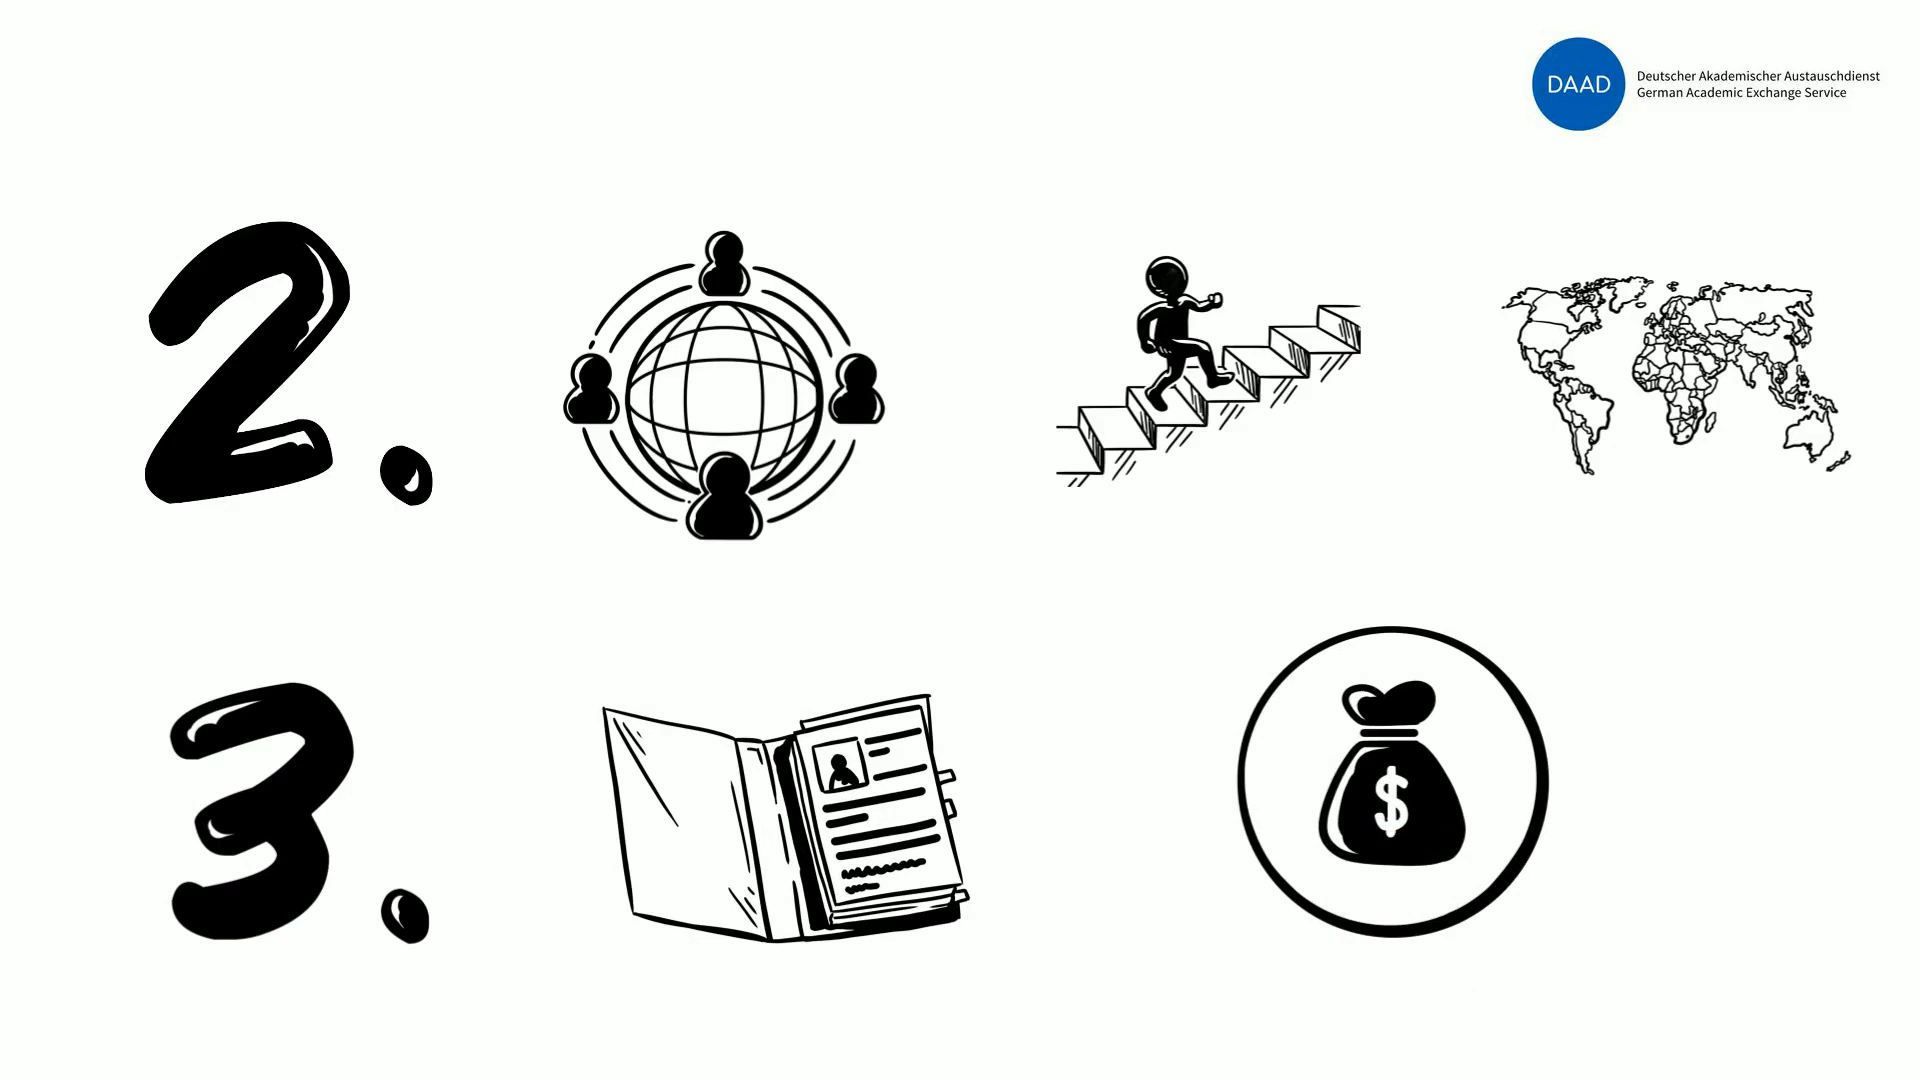 DAAD
Deutscher Akademischer Austauschdienst
German Academic Exchange Service
2.
3.
$